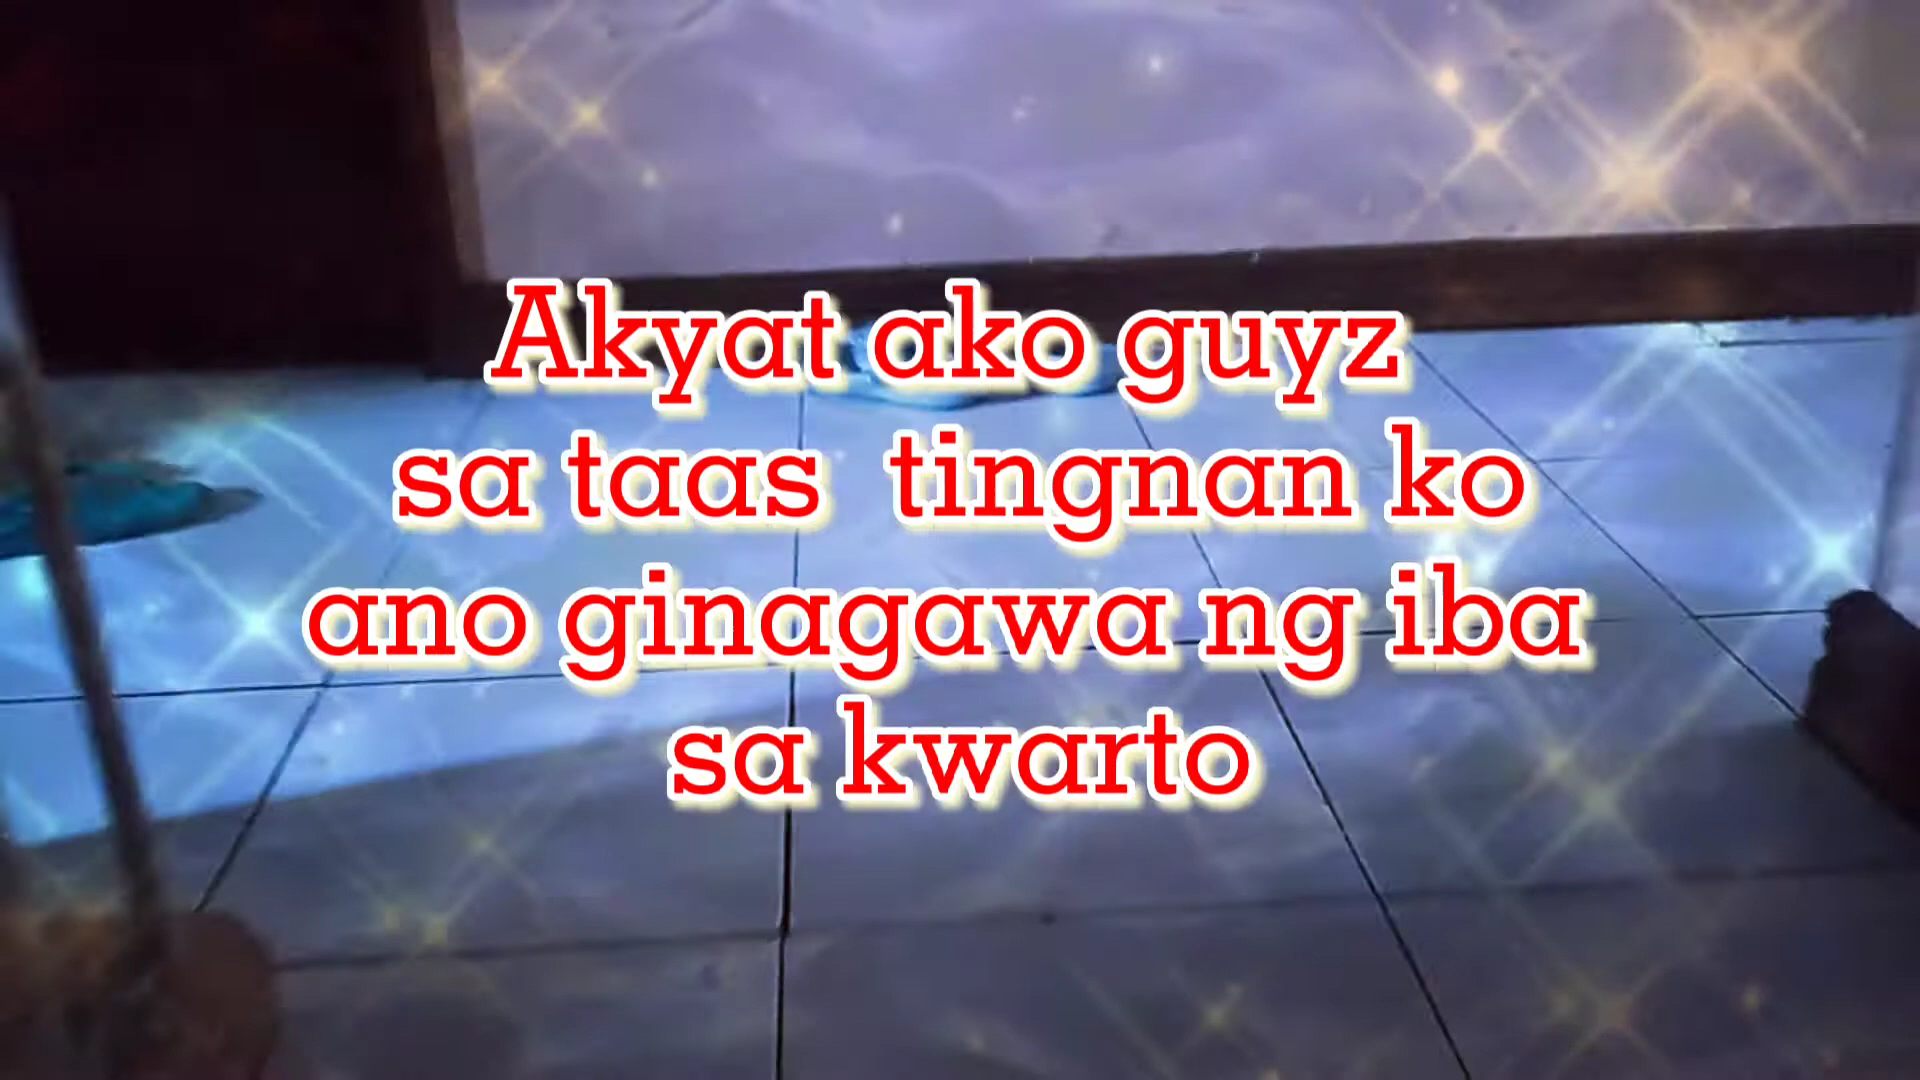 Akyat ako guyz
sa taas tingnan ko
ano ginagawa ng iba
sa kwarto